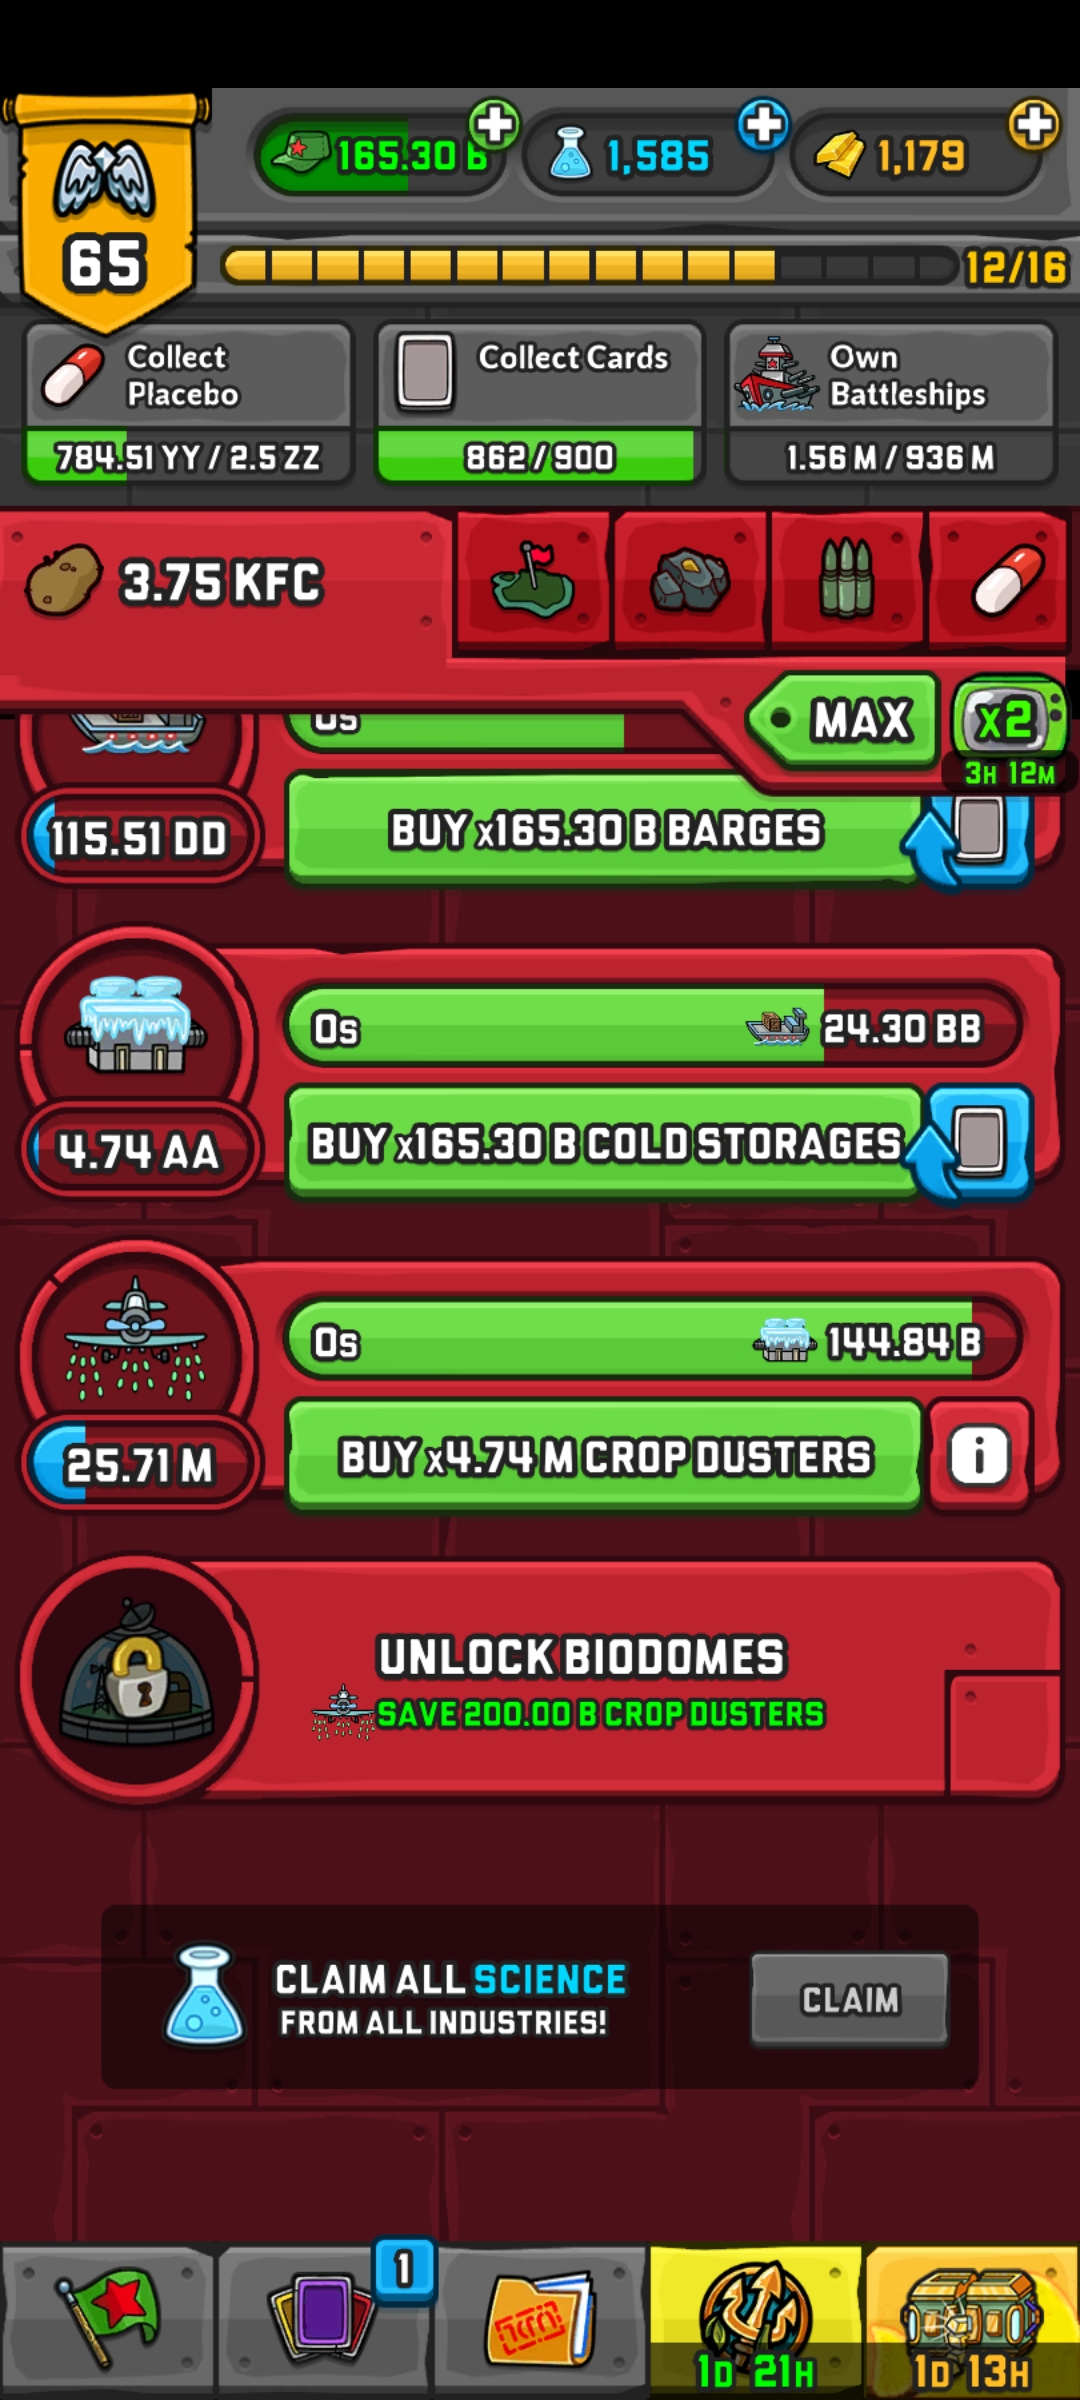 165.30 B
1,585
1,179
65
12/16
Collect
Placebo
784.51 YY / 2.5 ZZ
Collect Cards
862/900
Own
Battleships
1.56 M / 936 M
3.75 KFC
MAX
x2
3H 12M
0s
115.51 DD
BUY x165.30 B BARGES
0s
24.30 BB
4.74 AA
BUY x165.30 B COLD STORAGES
0s
144.84 B
25.71 M
BUY x4.74 M CROP DUSTERS
i
UNLOCK BIODOMES
SAVE 200.00 B CROP DUSTERS
CLAIM ALL SCIENCE
FROM ALL INDUSTRIES!
CLAIM
1
1D 21H
1D 13H